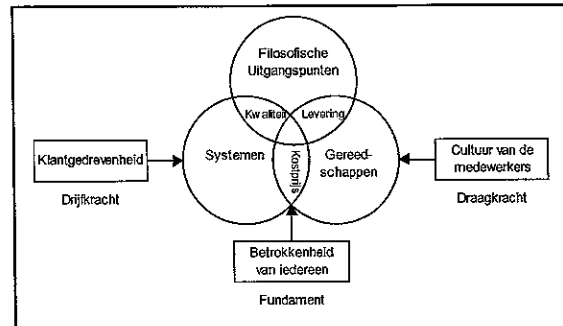 Filosofische
Uitgangspunten
Kwaliteit
Levering
Klantgedrevenheid
Systemen
Kostprijs
Gereed-
schappen
Cultuur van de
medewerkers
Drijfkracht
Draagkracht
Betrokkenheid
van iedereen
Fundament